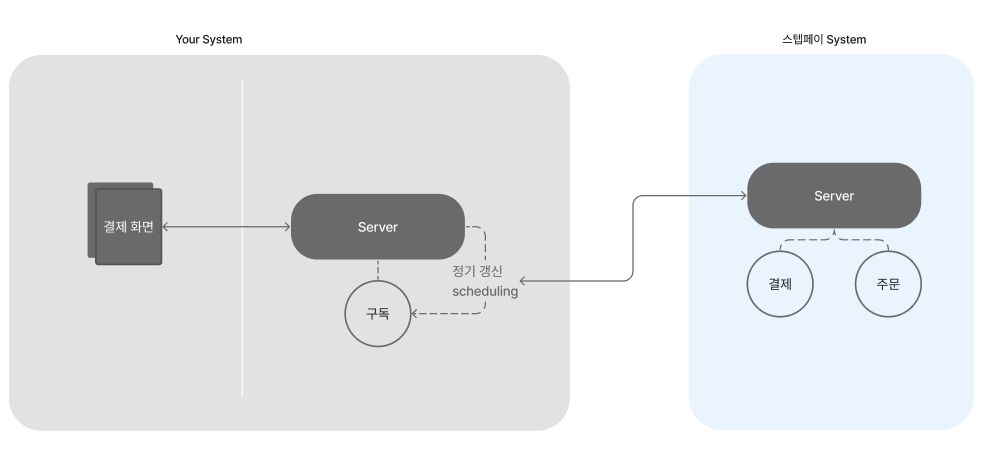 Your System
스텝페이 System
결제 화면
Server
정기 갱신
scheduling
구독
Server
결제
주문